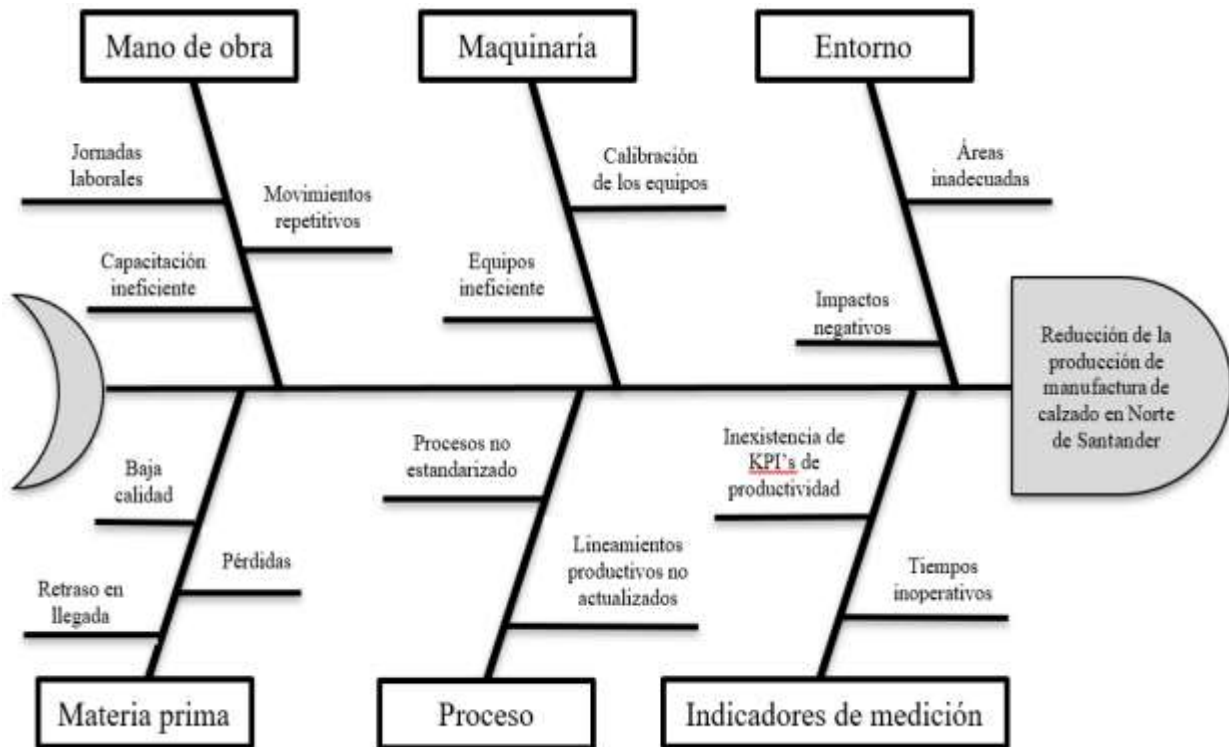 Mano de obra
Maquinaría
Entorno
Jornadas
laborales
Movimientos
repetitivos
Capacitación
ineficiente
Calibración
de los equipos
Equipos
ineficiente
Áreas
inadecuadas
Impactos
negativos
Reducción de la
producción de
manufactura de
calzado en Norte
de Santander
Baja
calidad
Pérdidas
Retraso en
llegada
Procesos no
estandarizado
Lineamientos
productivos no
actualizados
Inexistencia de
KPI’s de
productividad
Tiempos
inoperativos
Materia prima
Proceso
Indicadores de medición